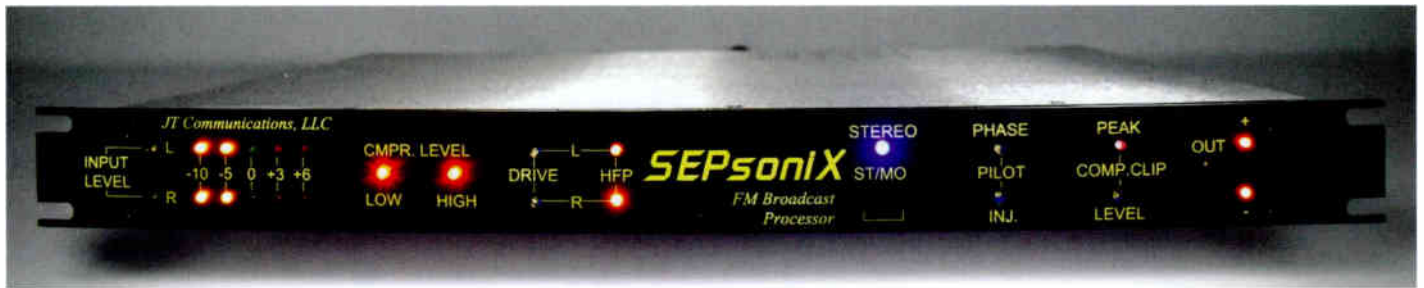 JT Communications, LLC
INPUT LEVEL
L
-10 -5 0 +3 +6
R
CMPR. LEVEL
LOW HIGH
DRIVE
L
R
HFP
SEPsoniX
FM Broadcast
Processor
STEREO
ST/MO
PHASE
PILOT
INJ.
PEAK
COMP.CLIP
LEVEL
OUT
+
-